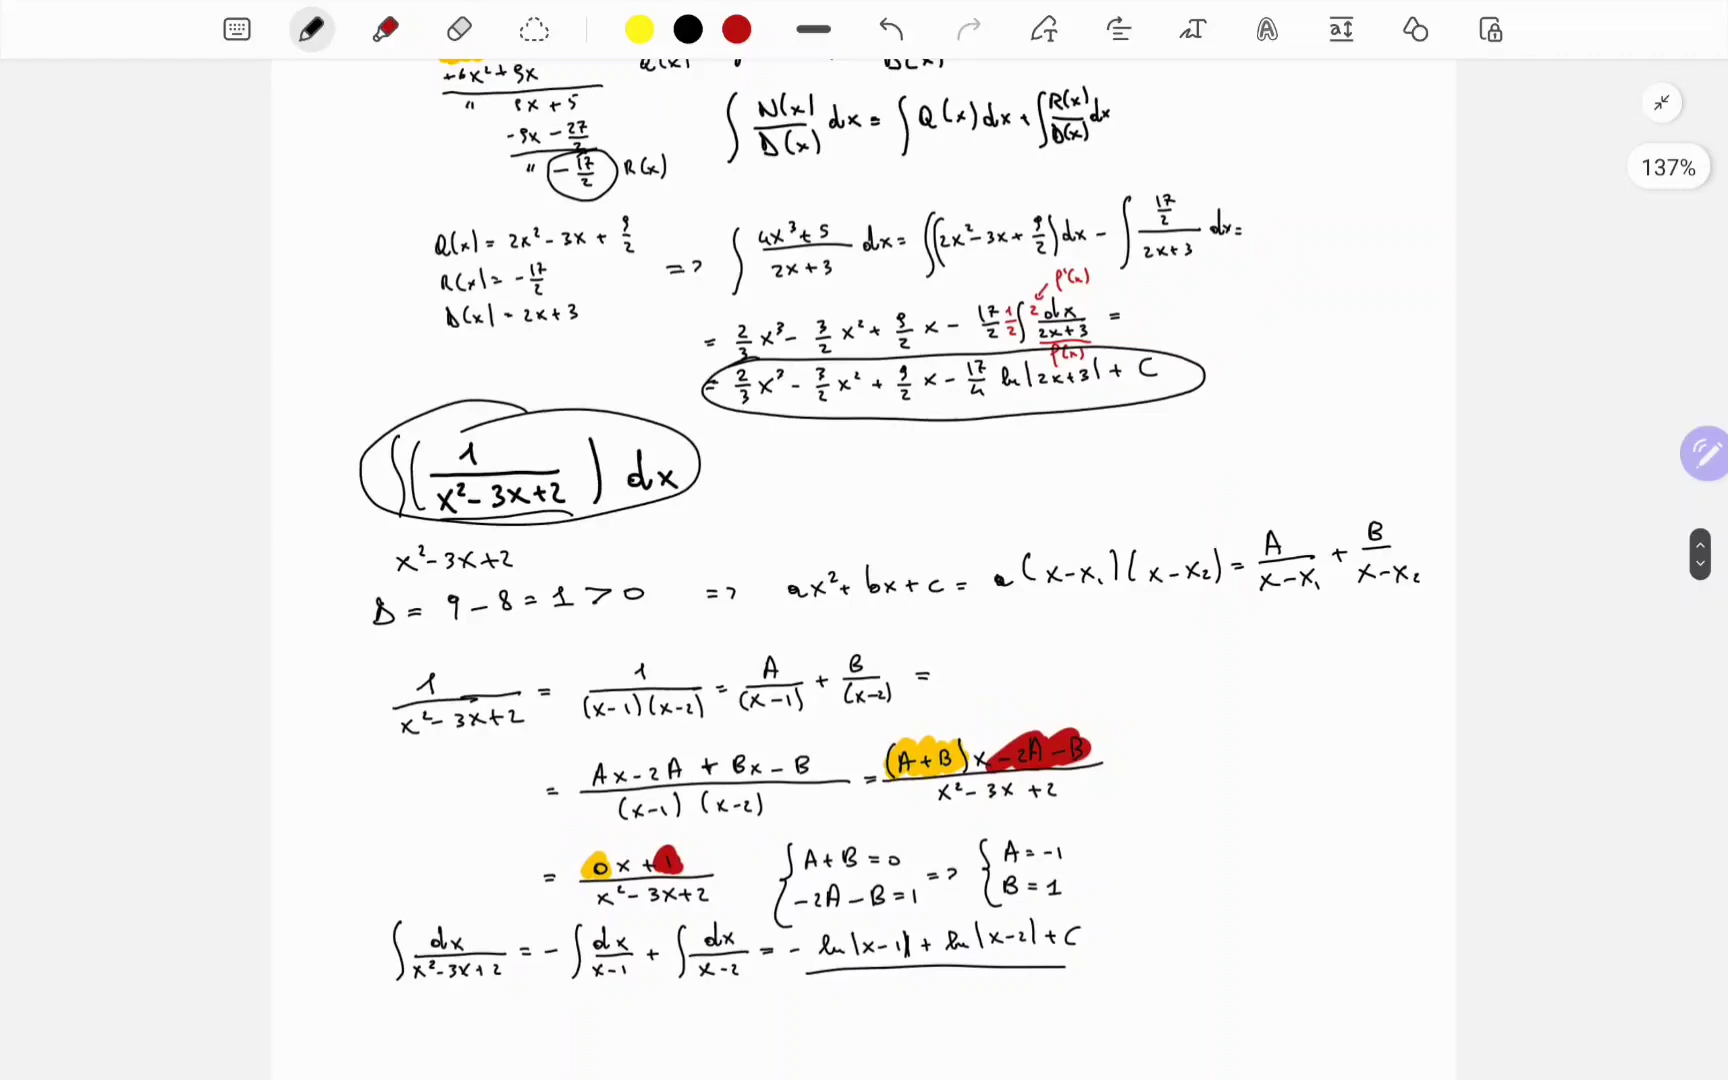 +6x² + 9x
Q(x)
D(x)
" 9x + 5
-9x - 27/2
" - 17/2 R(x)
∫ N(x)/D(x) dx = ∫ Q(x) dx + ∫ R(x)/D(x) dx
Q(x) = 2x² - 3x + 9/2
R(x) = - 17/2
D(x) = 2x + 3
=> ∫ (4x³ + 5)/(2x + 3) dx = ∫(2x² - 3x + 9/2) dx - ∫ (17/2)/(2x + 3) dx =
f'(x)
= 2/3 x³ - 3/2 x² + 9/2 x - 17/2 1/2 ∫ 2 dx/(2x + 3) =
f(x)
= 2/3 x³ - 3/2 x² + 9/2 x - 17/4 ln|2x+3| + C
∫ (1/(x² - 3x + 2)) dx
x² - 3x + 2
Δ = 9 - 8 = 1 > 0 => ax² + bx + c = a(x - x₁)(x - x₂) = A/(x - x₁) + B/(x - x₂)
1/(x² - 3x + 2) = 1/((x-1)(x-2)) = A/(x-1) + B/(x-2) =
= (Ax - 2A + Bx - B)/((x-1)(x-2)) = ((A+B)x - 2A - B)/(x² - 3x + 2)
= (0x + 1)/(x² - 3x + 2) { A + B = 0 -2A - B = 1 => { A = -1 B = 1
∫ dx/(x² - 3x + 2) = - ∫ dx/(x-1) + ∫ dx/(x-2) = - ln|x-1| + ln|x-2| + C
137%